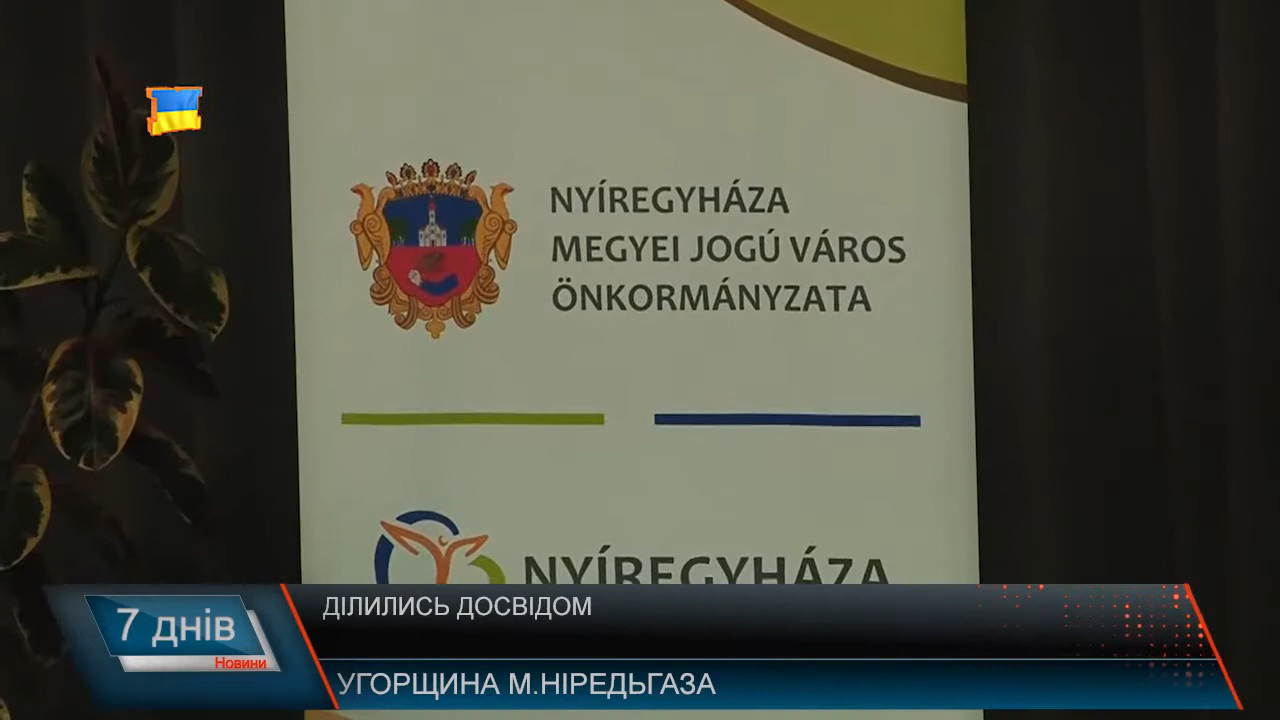 NYÍREGYHÁZA
MEGYEI JOGÚ VÁROS
ÖNKORMÁNYZATA
NYÍREGYHÁZA
7 днів
Новини
ДІЛИЛИСЬ ДОСВІДОМ
УГОРЩИНА М.НІРЕДЬГАЗА